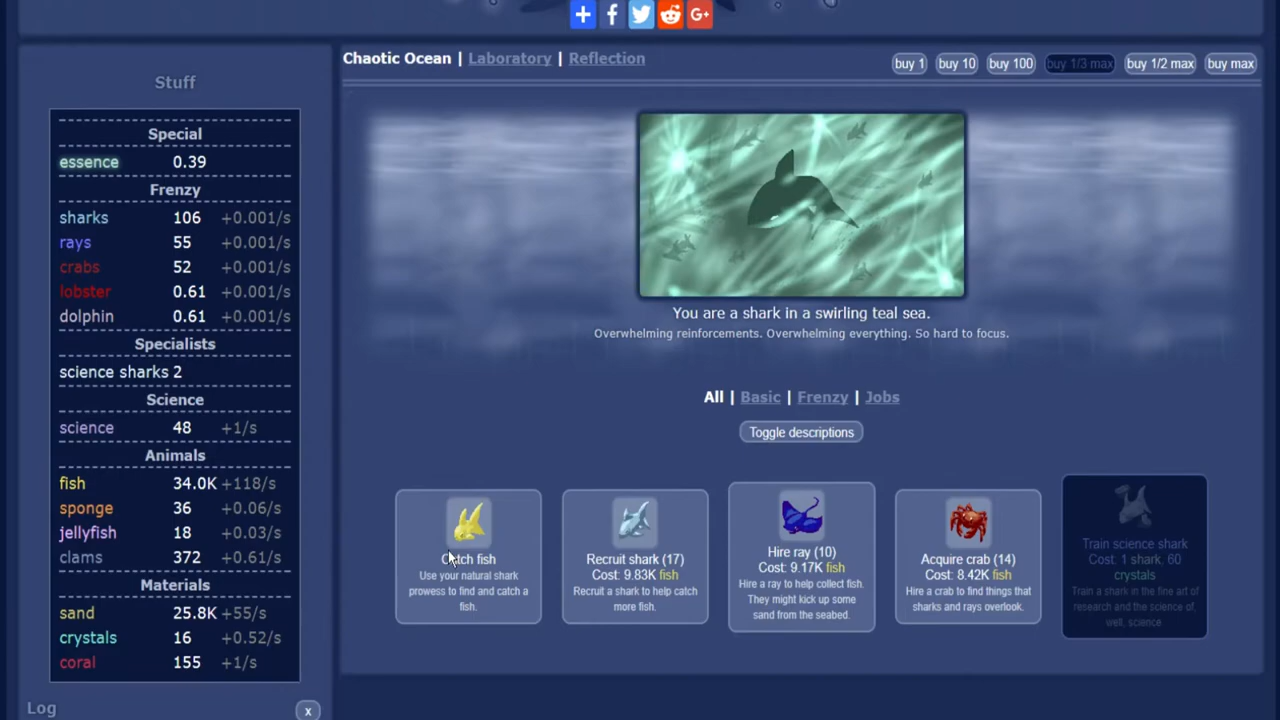 Chaotic Ocean | Laboratory | Reflection
buy 1 buy 10 buy 100 buy 1/3 max buy 1/2 max buy max
Stuff
Special
essence 0.39
Frenzy
sharks 106 +0.001/s
rays 55 +0.001/s
crabs 52 +0.001/s
lobster 0.61 +0.001/s
dolphin 0.61 +0.001/s
Specialists
science sharks 2
Science
science 48 +1/s
Animals
fish 34.0K +118/s
sponge 36 +0.06/s
jellyfish 18 +0.03/s
clams 372 +0.61/s
Materials
sand 25.8K +55/s
crystals 16 +0.52/s
coral 155 +1/s
Log
x
You are a shark in a swirling teal sea.
Overwhelming reinforcements. Overwhelming everything. So hard to focus.
All | Basic | Frenzy | Jobs
Toggle descriptions
Catch fish
Use your natural shark
prowess to find and catch a
fish.
Recruit shark (17)
Cost: 9.83K fish
Recruit a shark to help catch
more fish.
Hire ray (10)
Cost: 9.17K fish
Hire a ray to help collect fish.
They might kick up some
sand from the seabed.
Acquire crab (14)
Cost: 8.42K fish
Hire a crab to find things that
sharks and rays overlook.
Train science shark
Cost: 1 shark, 60
crystals
Train a shark in the fine art of
research and the science of,
well, science.